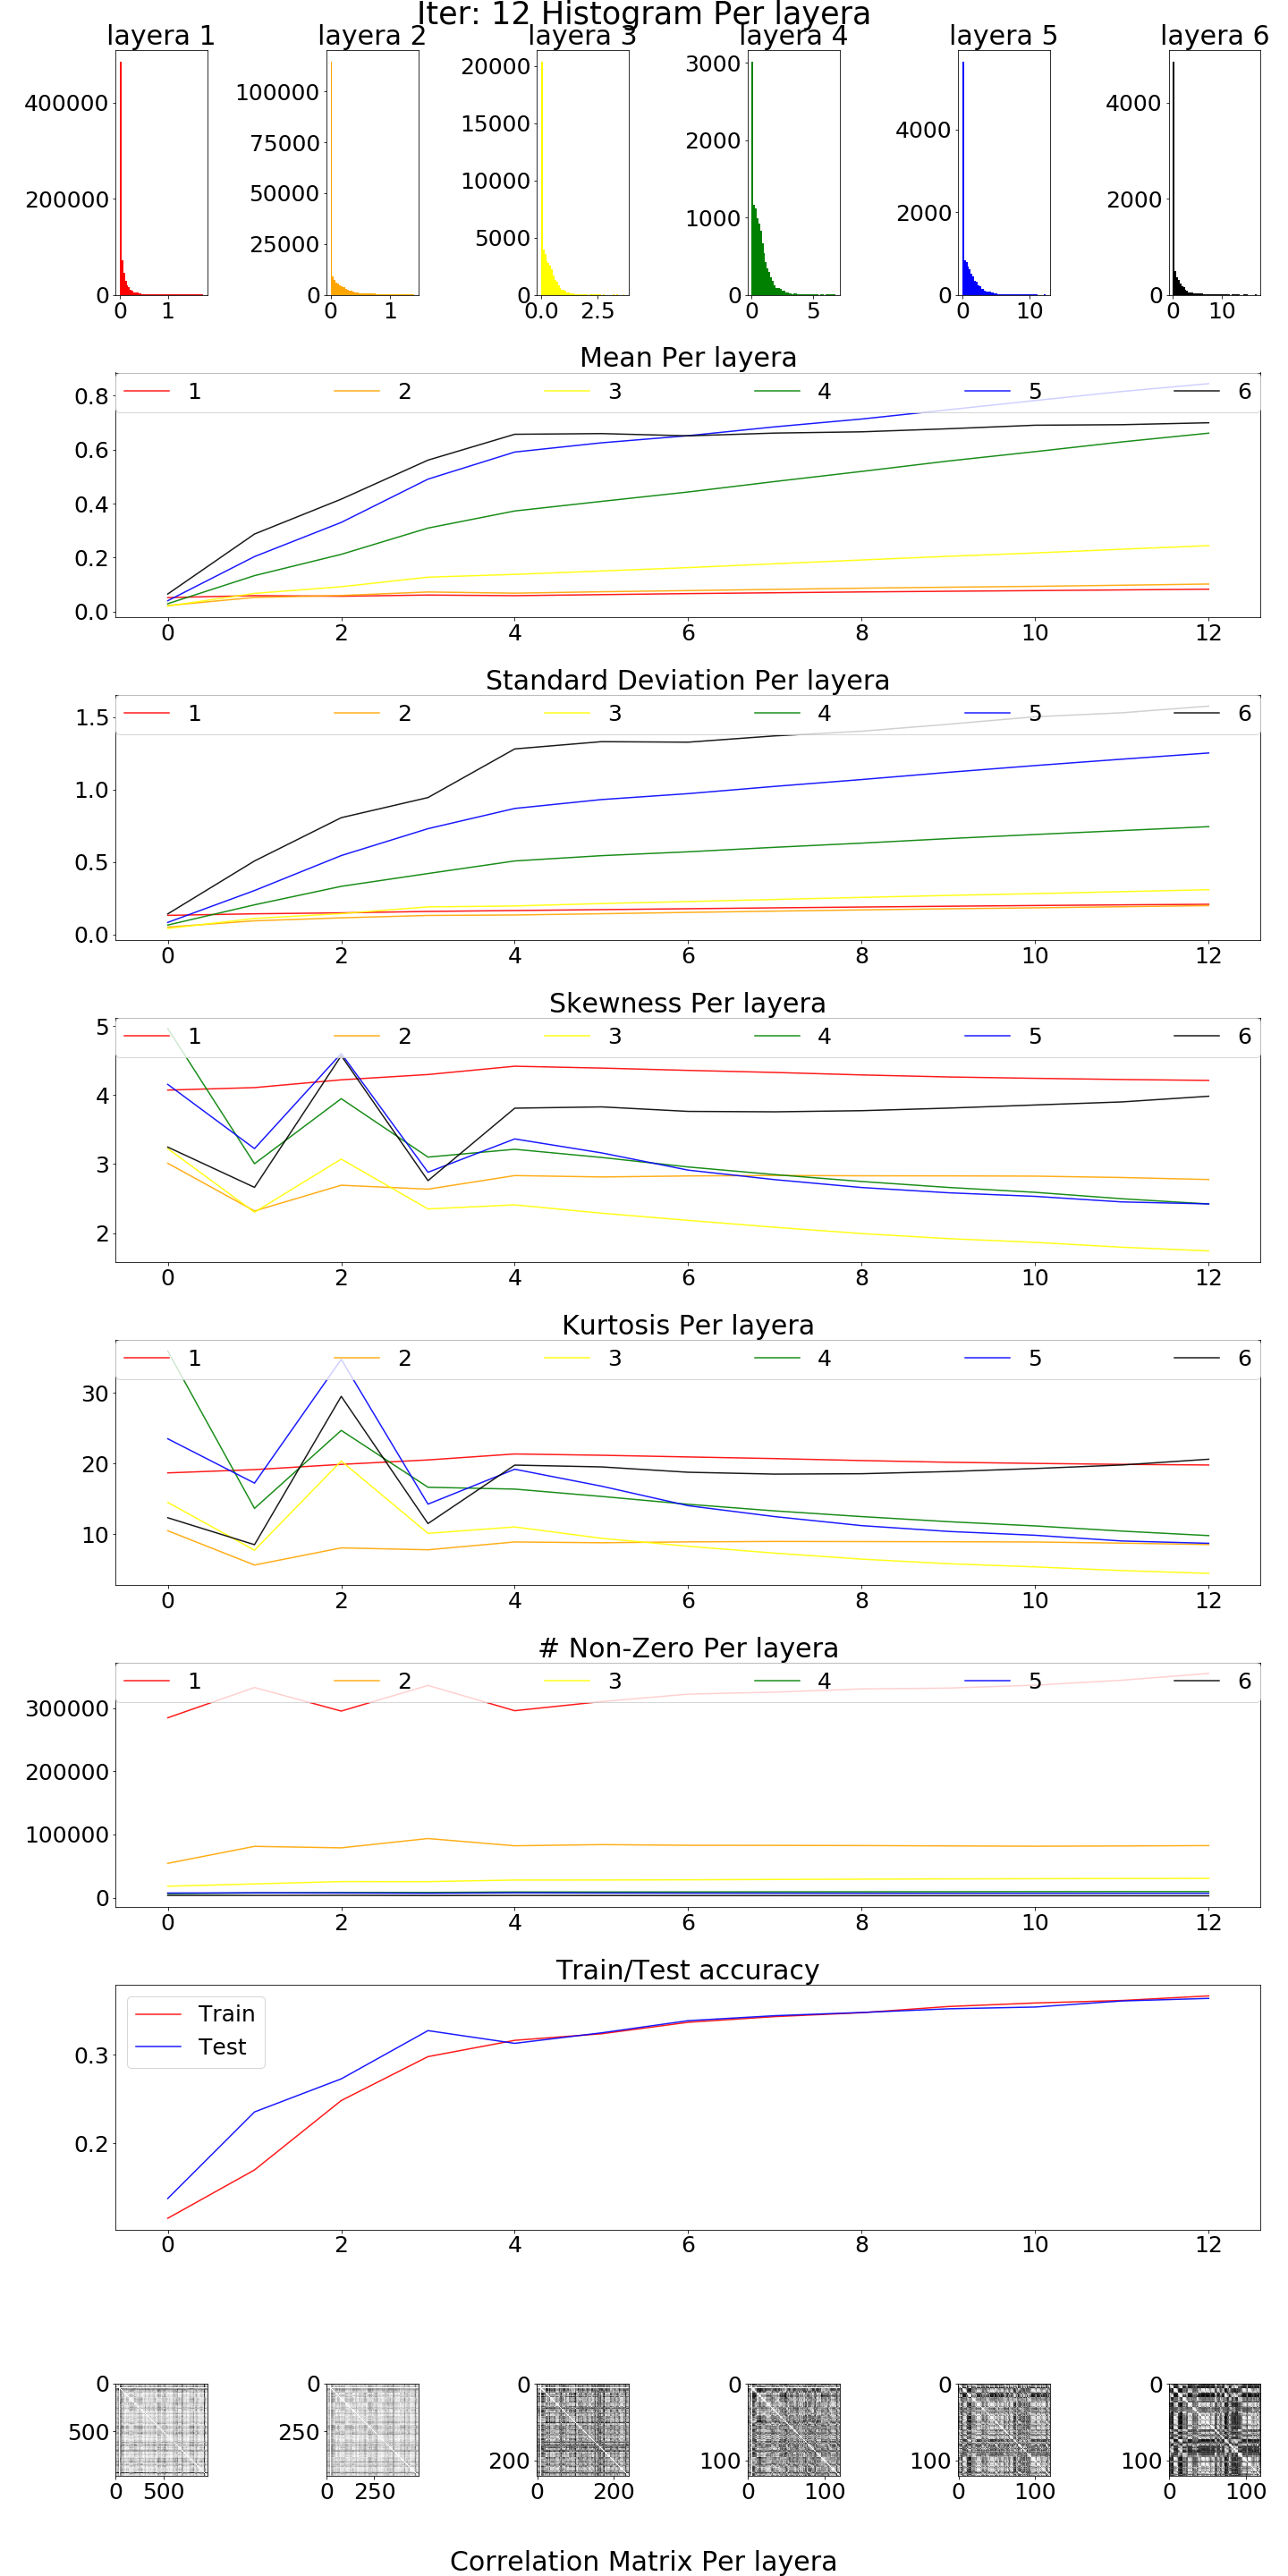 Iter: 12 Histogram Per layera
layera 1 layera 2 layera 3 layera 4 layera 5 layera 6
400000 200000 0 0 1
100000 75000 50000 25000 0 0 1
20000 15000 10000 5000 0 0.0 2.5
3000 2000 1000 0 0 5
4000 2000 0 0 10
4000 2000 0 0 10
Mean Per layera
1 2 3 4 5 6
0.8
0.6
0.4
0.2
0.0
0 2 4 6 8 10 12
Standard Deviation Per layera
1 2 3 4 5 6
1.5
1.0
0.5
0.0
0 2 4 6 8 10 12
Skewness Per layera
1 2 3 4 5 6
5
4
3
2
0 2 4 6 8 10 12
Kurtosis Per layera
1 2 3 4 5 6
30
20
10
0 2 4 6 8 10 12
# Non-Zero Per layera
1 2 3 4 5 6
300000
200000
100000
0
0 2 4 6 8 10 12
Train/Test accuracy
Train
Test
0.3
0.2
0 2 4 6 8 10 12
0 500 0 500
0 250 0 250
0 200 0 200
0 100 0 100
0 100 0 100
0 100 0 100
Correlation Matrix Per layera